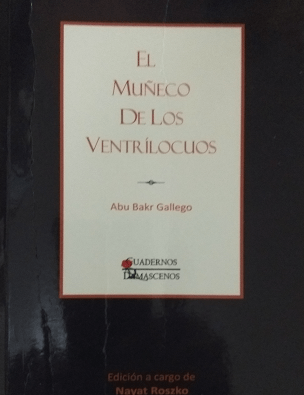 EL
MUÑECO
DE LOS
VENTRÍLOCUOS
Abu Bakr Gallego
CUADERNOS
DAMASCENOS
Edición a cargo de
Nayat Roszko